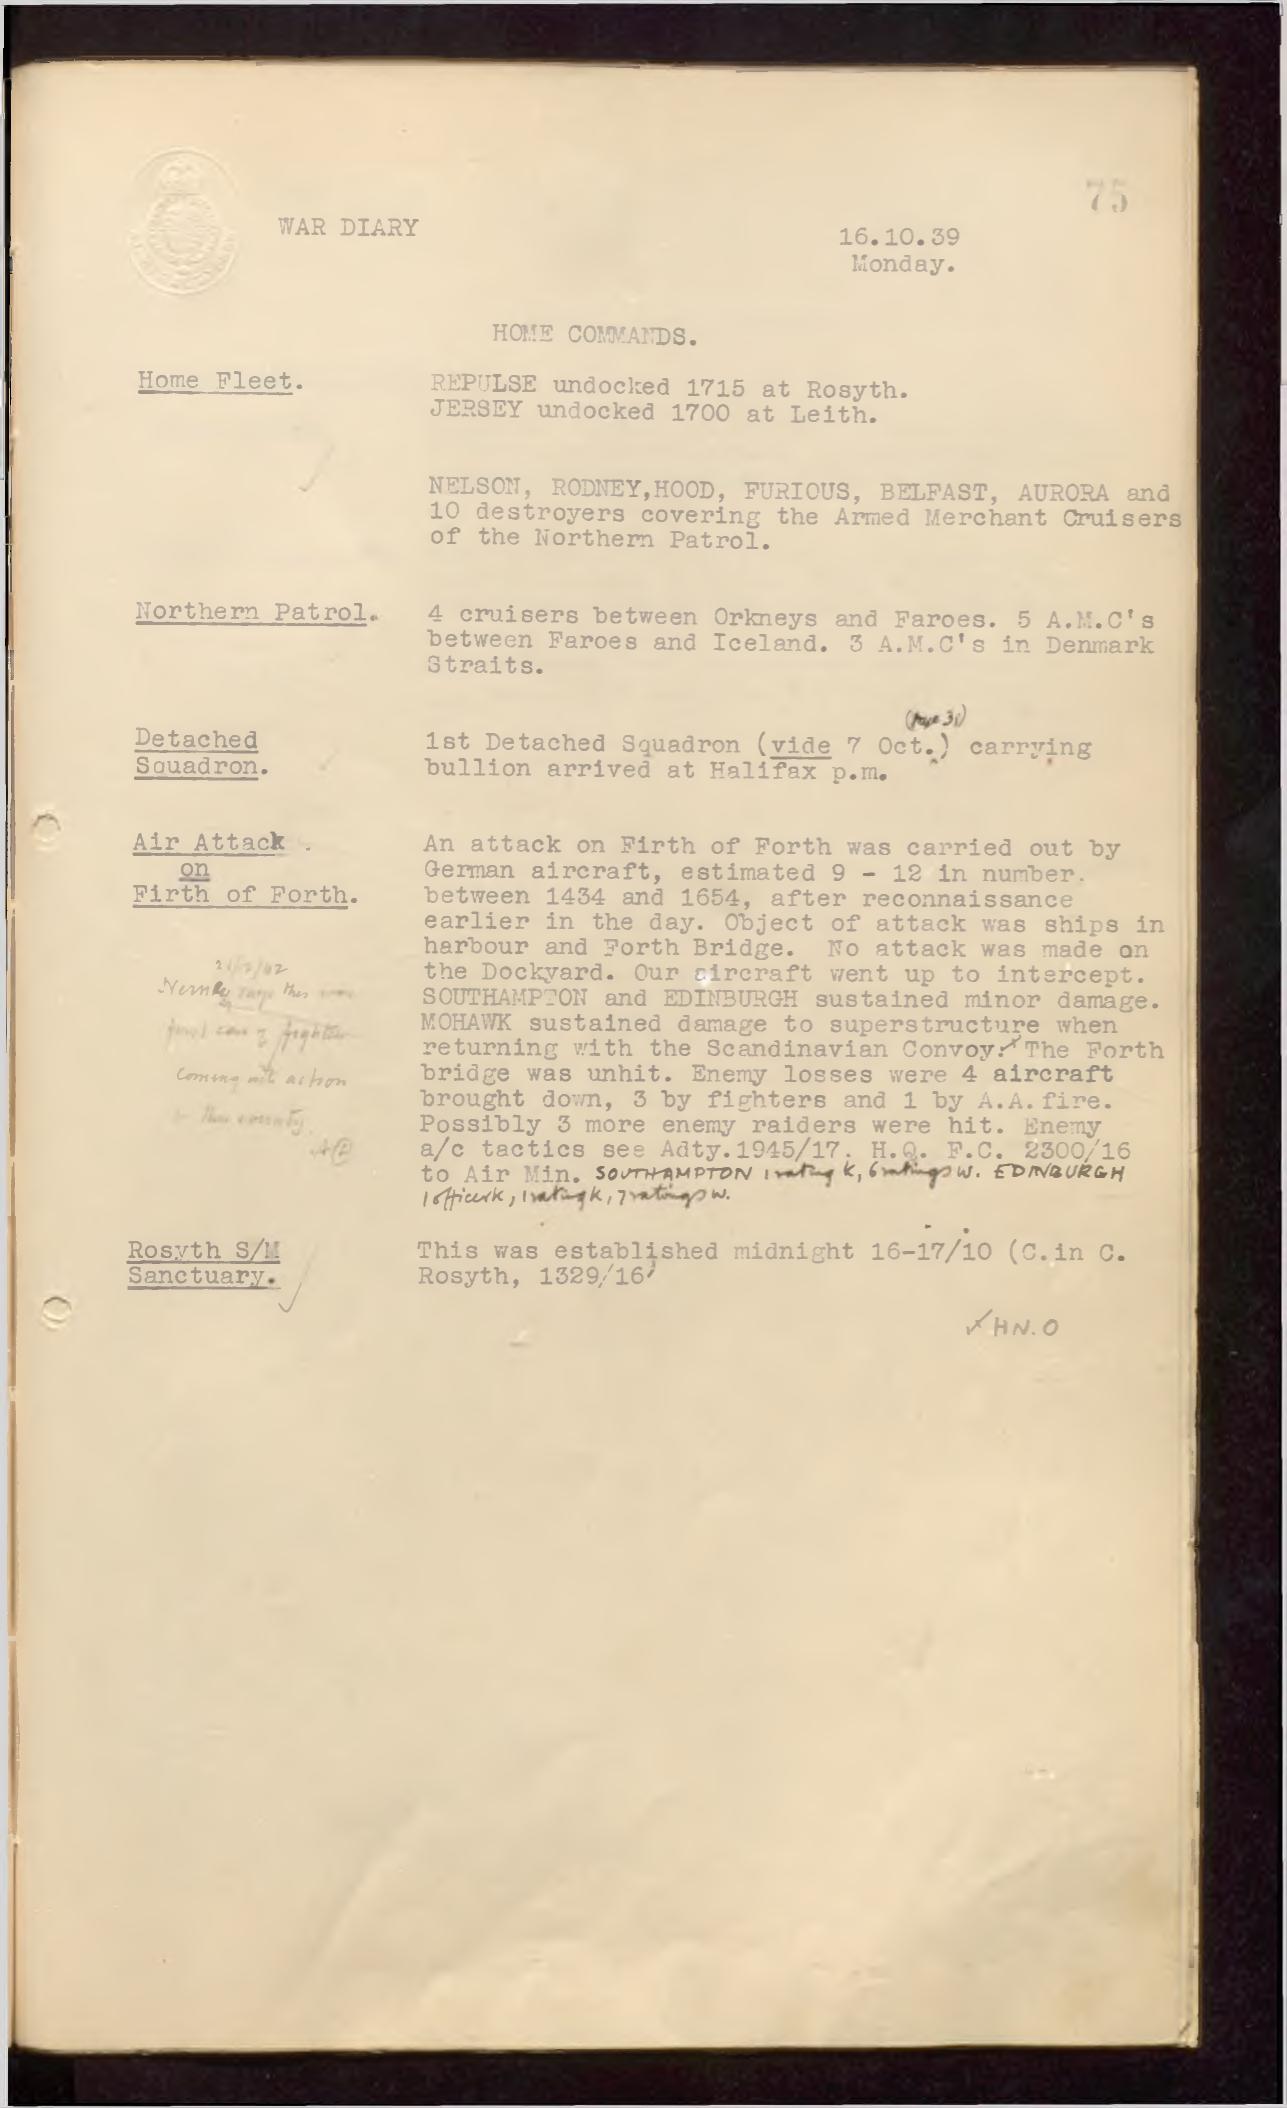 75
WAR DIARY
16.10.39
Monday.
HOME COMMANDS.
Home Fleet.
REPULSE undocked 1715 at Rosyth.
JERSEY undocked 1700 at Leith.
NELSON, RODNEY,HOOD, FURIOUS, BELFAST, AURORA and
10 destroyers covering the Armed Merchant Cruisers
of the Northern Patrol.
Northern Patrol.
4 cruisers between Orkneys and Faroes. 5 A.M.C's
between Faroes and Iceland. 3 A.M.C's in Denmark
Straits.
Detached
Squadron.
(page 31)
1st Detached Squadron (vide 7 Oct.) carrying
bullion arrived at Halifax p.m.
Air Attack
on
Firth of Forth.
An attack on Firth of Forth was carried out by
German aircraft, estimated 9 - 12 in number.
between 1434 and 1654, after reconnaissance
earlier in the day. Object of attack was ships in
harbour and Forth Bridge. No attack was made on
the Dockyard. Our aircraft went up to intercept.
SOUTHAMPTON and EDINBURGH sustained minor damage.
MOHAWK sustained damage to superstructure when
returning with the Scandinavian Convoy. The Forth
bridge was unhit. Enemy losses were 4 aircraft
brought down, 3 by fighters and 1 by A.A. fire.
Possibly 3 more enemy raiders were hit. Enemy
a/c tactics see Adty.1945/17. H.Q. F.C. 2300/16
to Air Min. SOUTHAMPTON 1 rating K, 6 ratings W. EDINBURGH
1 officer K, 1 rating K, 7 ratings W.
says this
fighter
coming into action
this country.
Rosyth S/M
Sanctuary.
This was established midnight 16-17/10 (C.in C.
Rosyth, 1329/16)
HN.0